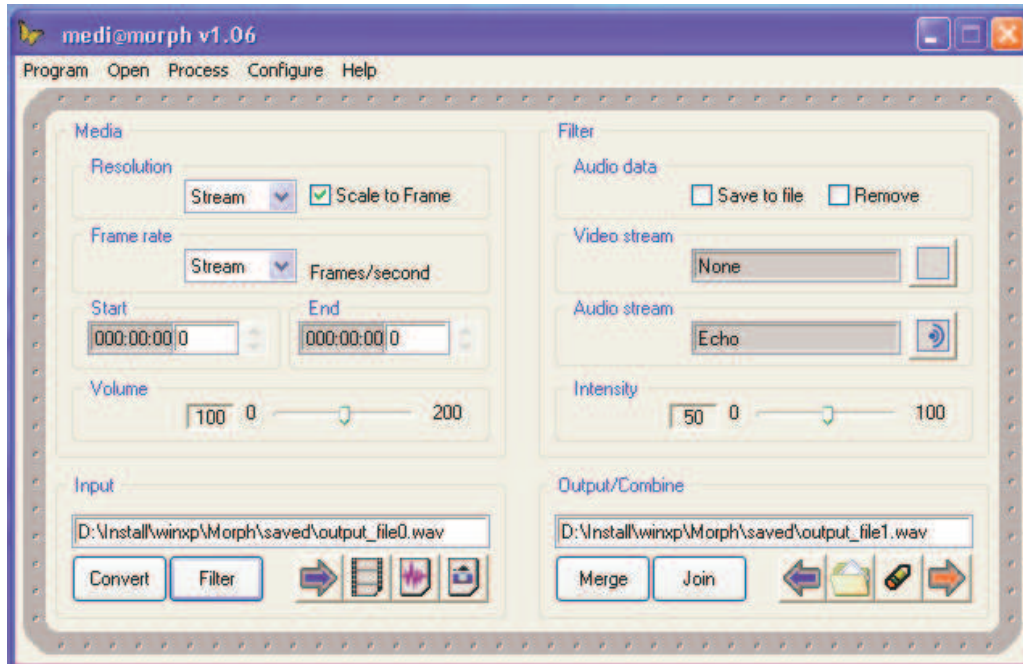 medi@morph v1.06
Program Open Process Configure Help
Media
Resolution
Stream Scale to Frame
Frame rate
Stream Frames/second
Start End
000:00:00 0 000:00:00 0
Volume
100 0 200
Filter
Audio data
Save to file Remove
Video stream
None
Audio stream
Echo
Intensity
50 0 100
Input
D:\Install\winxp\Morph\saved\output_file0.wav
Convert Filter
Output/Combine
D:\Install\winxp\Morph\saved\output_file1.wav
Merge Join